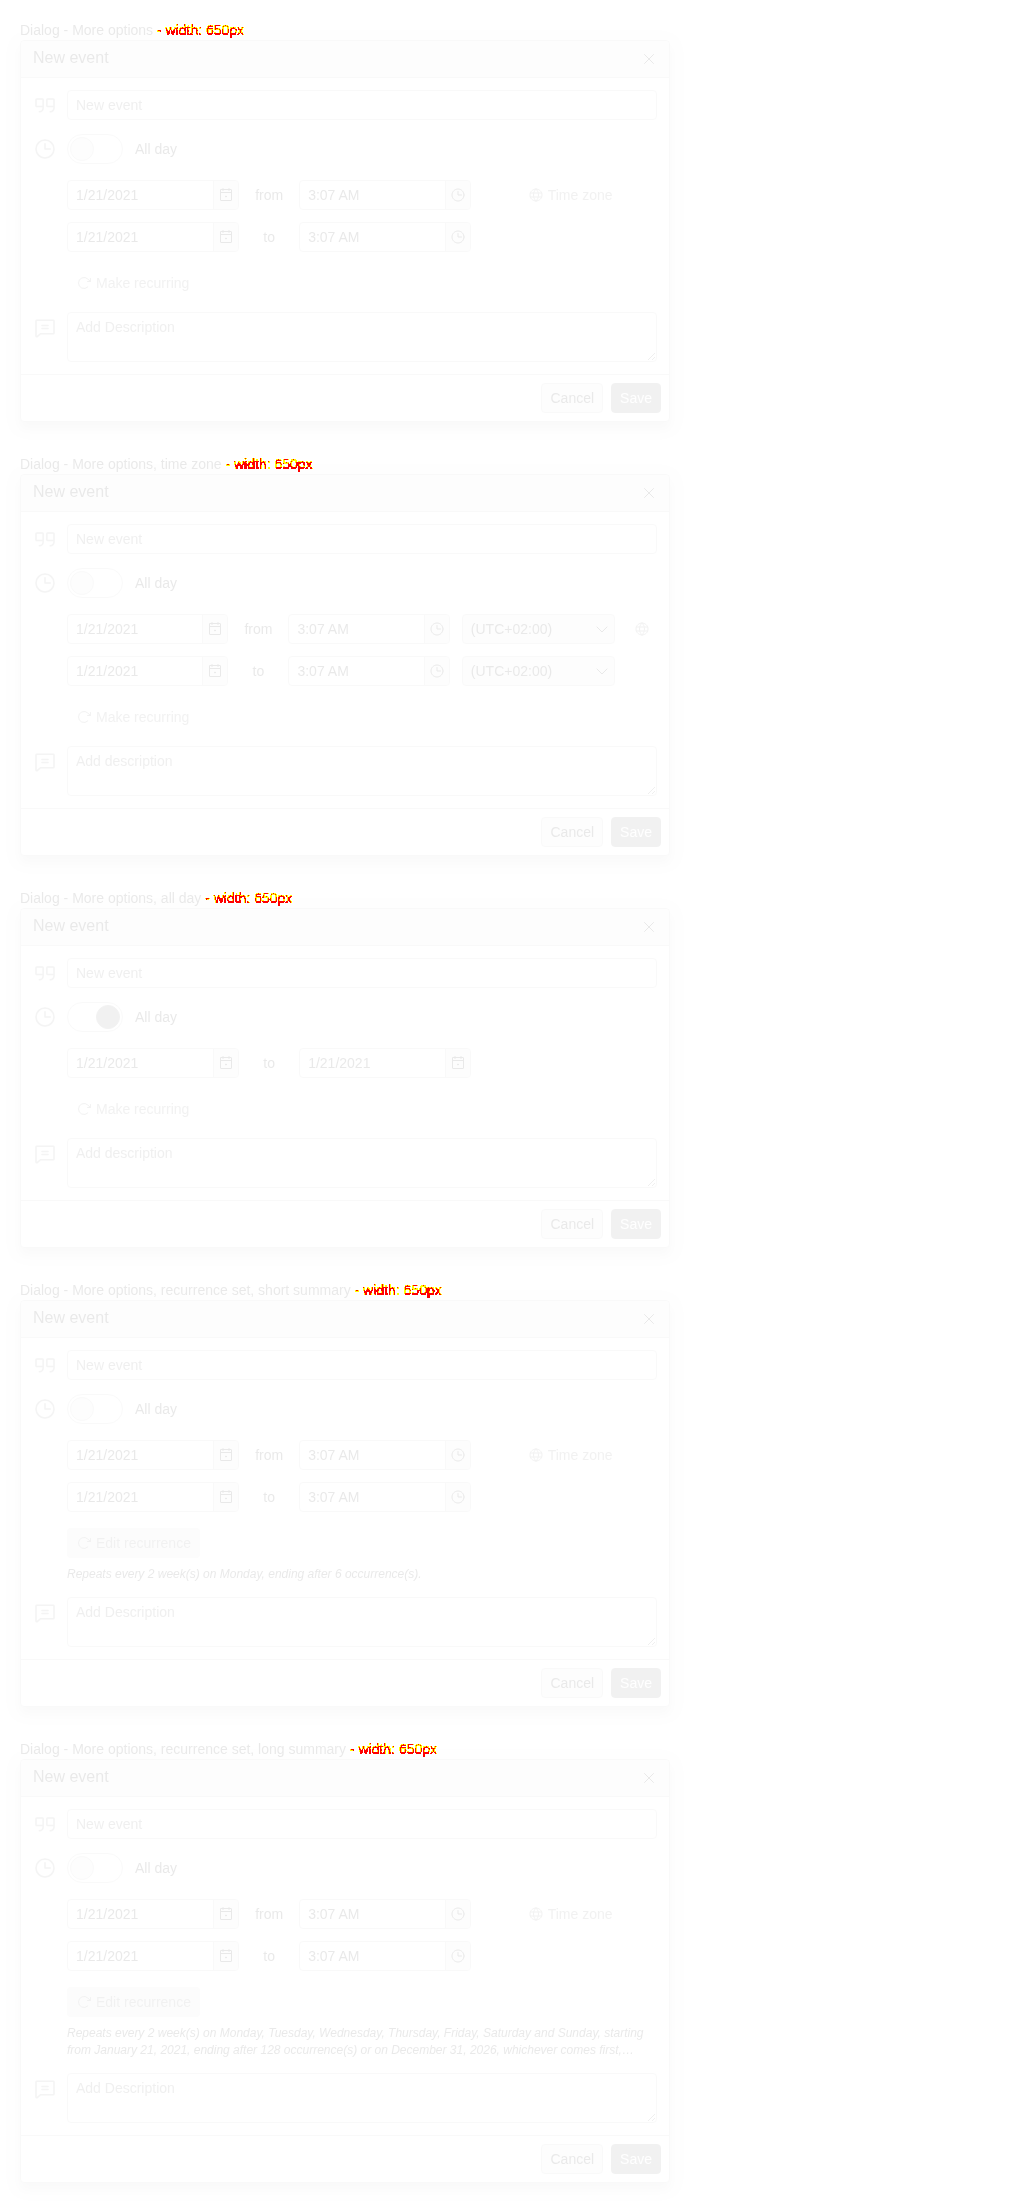 Dialog - More options - width: 650px
New event
New event
All day
1/21/2021 from 3:07 AM Time zone
1/21/2021 to 3:07 AM
Make recurring
Add Description
Cancel Save
Dialog - More options, time zone - width: 650px
New event
New event
All day
1/21/2021 from 3:07 AM (UTC+02:00)
1/21/2021 to 3:07 AM (UTC+02:00)
Make recurring
Add description
Cancel Save
Dialog - More options, all day - width: 650px
New event
New event
All day
1/21/2021 to 1/21/2021
Make recurring
Add description
Cancel Save
Dialog - More options, recurrence set, short summary - width: 650px
New event
New event
All day
1/21/2021 from 3:07 AM Time zone
1/21/2021 to 3:07 AM
Edit recurrence
Repeats every 2 week(s) on Monday, ending after 6 occurrence(s).
Add Description
Cancel Save
Dialog - More options, recurrence set, long summary - width: 650px
New event
New event
All day
1/21/2021 from 3:07 AM Time zone
1/21/2021 to 3:07 AM
Edit recurrence
Repeats every 2 week(s) on Monday, Tuesday, Wednesday, Thursday, Friday, Saturday and Sunday, starting
from January 21, 2021, ending after 128 occurrence(s) or on December 31, 2026, whichever comes first,...
Add Description
Cancel Save